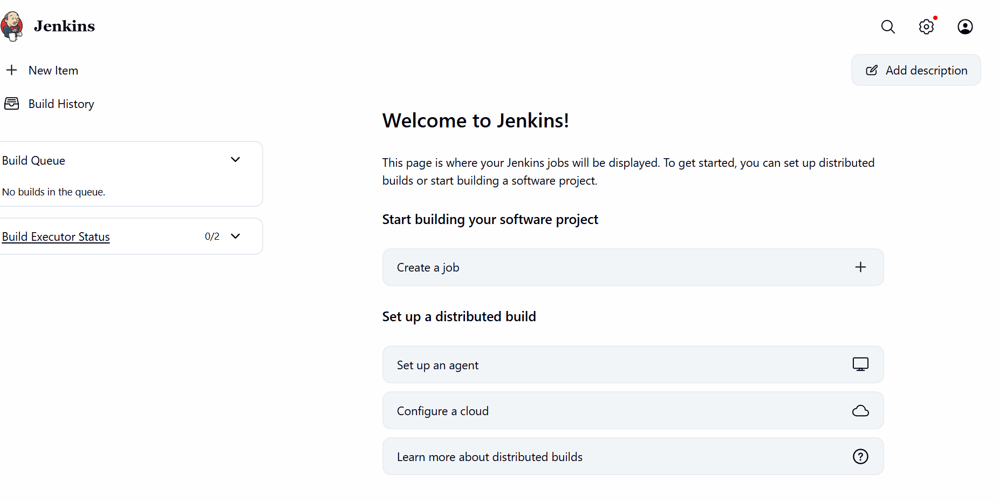 Jenkins
New Item
Add description
Build History
Welcome to Jenkins!
Build Queue
No builds in the queue.
This page is where your Jenkins jobs will be displayed. To get started, you can set up distributed
builds or start building a software project.
Build Executor Status 0/2
Start building your software project
Create a job
Set up a distributed build
Set up an agent
Configure a cloud
Learn more about distributed builds